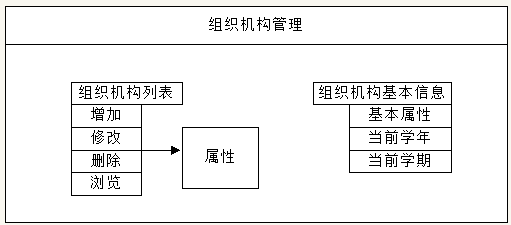 组织机构管理
组织机构列表
增加
修改
删除
浏览
属性
组织机构基本信息
基本属性
当前学年
当前学期